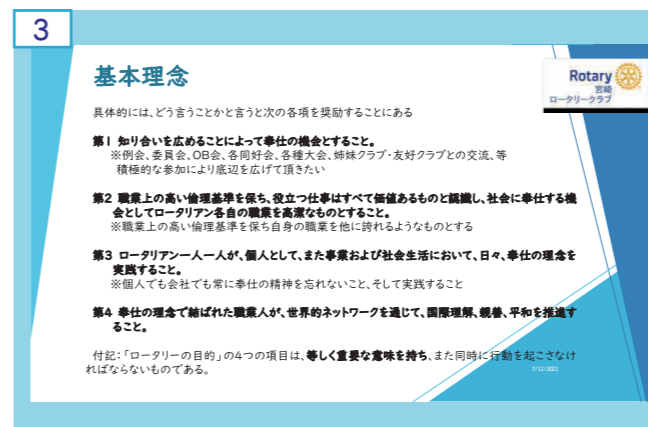 3
基本理念
Rotary
宮崎
ロータリークラブ
具体的には、どう言うことかと言うと次の各項を奨励することにある
第1 知り合いを広めることによって奉仕の機会とすること。
※例会、委員会、OB会、各同好会、各種大会、姉妹クラブ・友好クラブとの交流、等
積極的な参加により底辺を広げて頂きたい
第2 職業上の高い倫理基準を保ち、役立つ仕事はすべて価値あるものと認識し、社会に奉仕する機
会としてロータリアン各自の職業を高潔なものとすること。
※職業上の高い倫理基準を保ち自身の職業を他に誇れるようなものとする
第3 ロータリアン一人一人が、個人として、また事業および社会生活において、日々、奉仕の理念を
実践すること。
※個人でも会社でも常に奉仕の精神を忘れないこと、そして実践すること
第4 奉仕の理念で結ばれた職業人が、世界的ネットワークを通じて、国際理解、親善、平和を推進す
ること。
付記:「ロータリーの目的」の4つの項目は、等しく重要な意味を持ち、また同時に行動を起こさなけ
ればならないものである。
7/12/2023